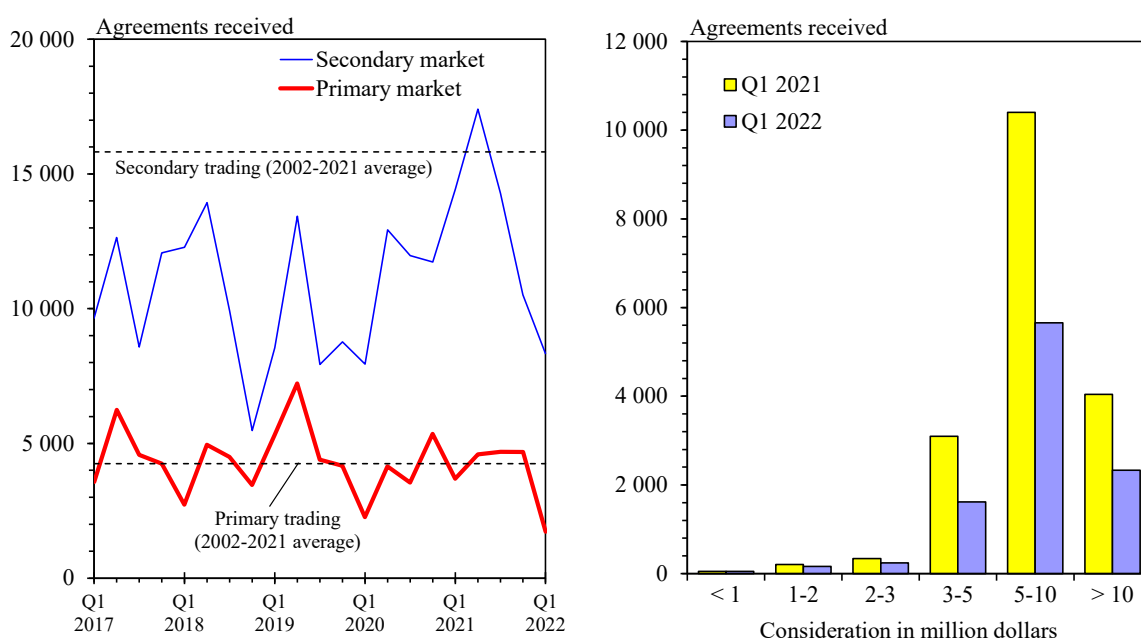 Agreements received
20 000
15 000
10 000
5 000
0
Secondary market
Primary market
Secondary trading (2002-2021 average)
Primary trading
(2002-2021 average)
Q1 Q1 Q1 Q1 Q1 Q1
2017 2018 2019 2020 2021 2022
Agreements received
12 000
10 000
8 000
6 000
4 000
2 000
0
Q1 2021
Q1 2022
< 1 1-2 2-3 3-5 5-10 > 10
Consideration in million dollars